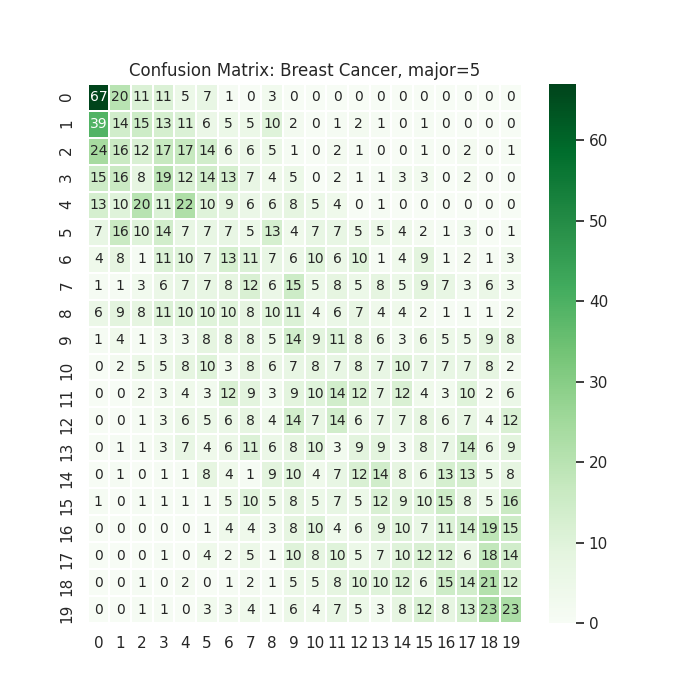 Confusion Matrix: Breast Cancer, major=5
0 67 20 11 11 5 7 1 0 3 0 0 0 0 0 0 0 0 0 0 0
1 39 14 15 13 11 6 5 5 10 2 0 1 2 1 0 1 0 0 0 0
2 24 16 12 17 17 14 6 6 5 1 0 2 1 0 0 1 0 2 0 1
3 15 16 8 19 12 14 13 7 4 5 0 2 1 1 3 3 0 2 0 0
4 13 10 20 11 22 10 9 6 6 8 5 4 0 1 0 0 0 0 0 0
5 7 16 10 14 7 7 7 5 13 4 7 7 5 5 4 2 1 3 0 1
6 4 8 1 11 10 7 13 11 7 6 10 6 10 1 4 9 1 2 1 3
7 1 1 3 6 7 7 8 12 6 15 5 8 5 8 5 9 7 3 6 3
8 6 9 8 11 10 10 10 8 10 11 4 6 7 4 4 2 1 1 1 2
9 1 4 1 3 3 8 8 8 5 14 9 11 8 6 3 6 5 5 9 8
10 0 2 5 5 8 10 3 8 6 7 8 7 8 7 10 7 7 7 8 2
11 0 0 2 3 4 3 12 9 3 9 10 14 12 7 12 4 3 10 2 6
12 0 0 1 3 6 5 6 8 4 14 7 14 6 7 7 8 6 7 4 12
13 0 1 1 3 7 4 6 11 6 8 10 3 9 9 3 8 7 14 6 9
14 0 1 0 1 1 8 4 1 9 10 4 7 12 14 8 6 13 13 5 8
15 1 0 1 1 1 1 5 10 5 8 5 7 5 12 9 10 15 8 5 16
16 0 0 0 0 0 1 4 4 3 8 10 4 6 9 10 7 11 14 19 15
17 0 0 0 1 0 4 2 5 1 10 8 10 5 7 10 12 12 6 18 14
18 0 0 1 0 2 0 1 2 1 5 5 8 10 10 12 6 15 14 21 12
19 0 0 1 1 0 3 3 4 1 6 4 7 5 3 8 12 8 13 23 23
0 1 2 3 4 5 6 7 8 9 10 11 12 13 14 15 16 17 18 19
60
50
40
30
20
10
0